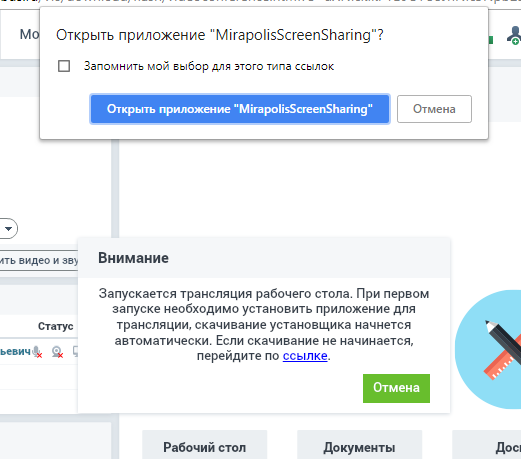 Открыть приложение "MirapolisScreenSharing"?
Запомнить мой выбор для этого типа ссылок
Открыть приложение "MirapolisScreenSharing"
Отмена
ить видео и зву
Внимание
Запускается трансляция рабочего стола. При первом
запуске необходимо установить приложение для
трансляции, скачивание установщика начнется
автоматически. Если скачивание не начинается,
перейдите по ссылке.
Отмена
Статус
ьевич
Рабочий стол
Документы
Дос